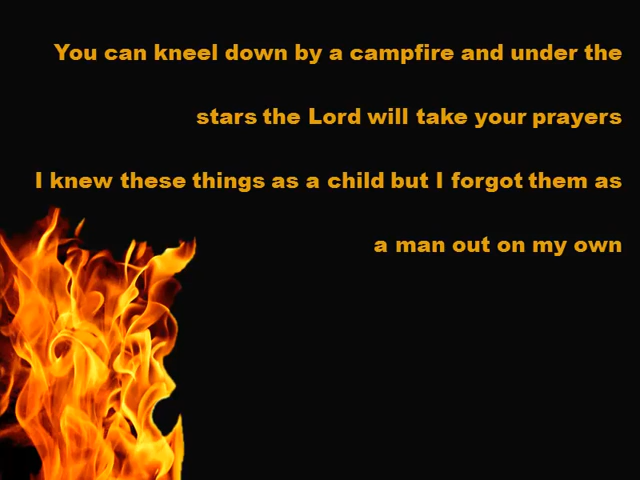 You can kneel down by a campfire and under the
stars the Lord will take your prayers
I knew these things as a child but I forgot them as
a man out on my own